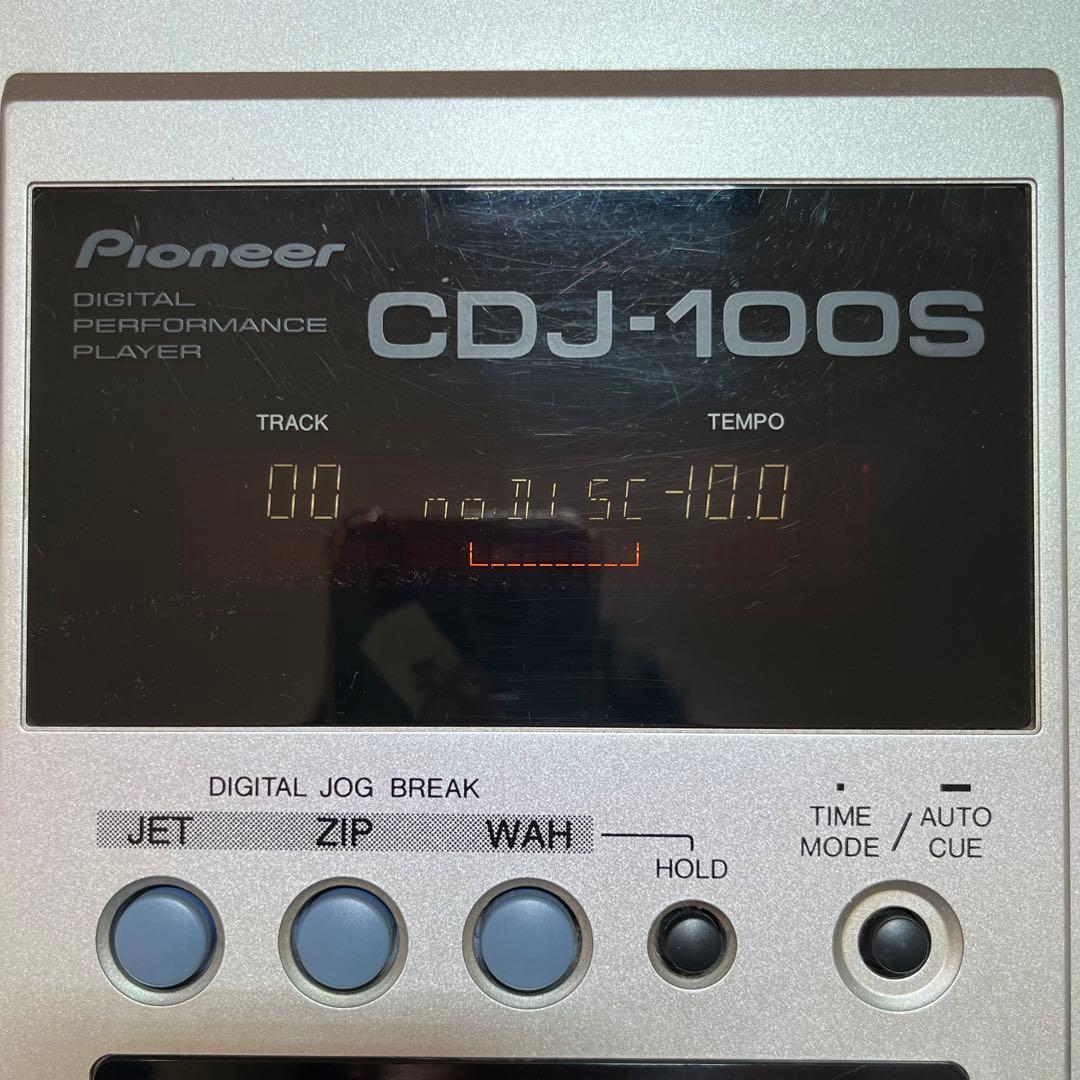 Pioneer
DIGITAL
PERFORMANCE
PLAYER
CDJ-100S
TRACK
TEMPO
00 no.DISC -10.0
DIGITAL JOG BREAK
JET ZIP WAH
HOLD
TIME MODE / AUTO CUE